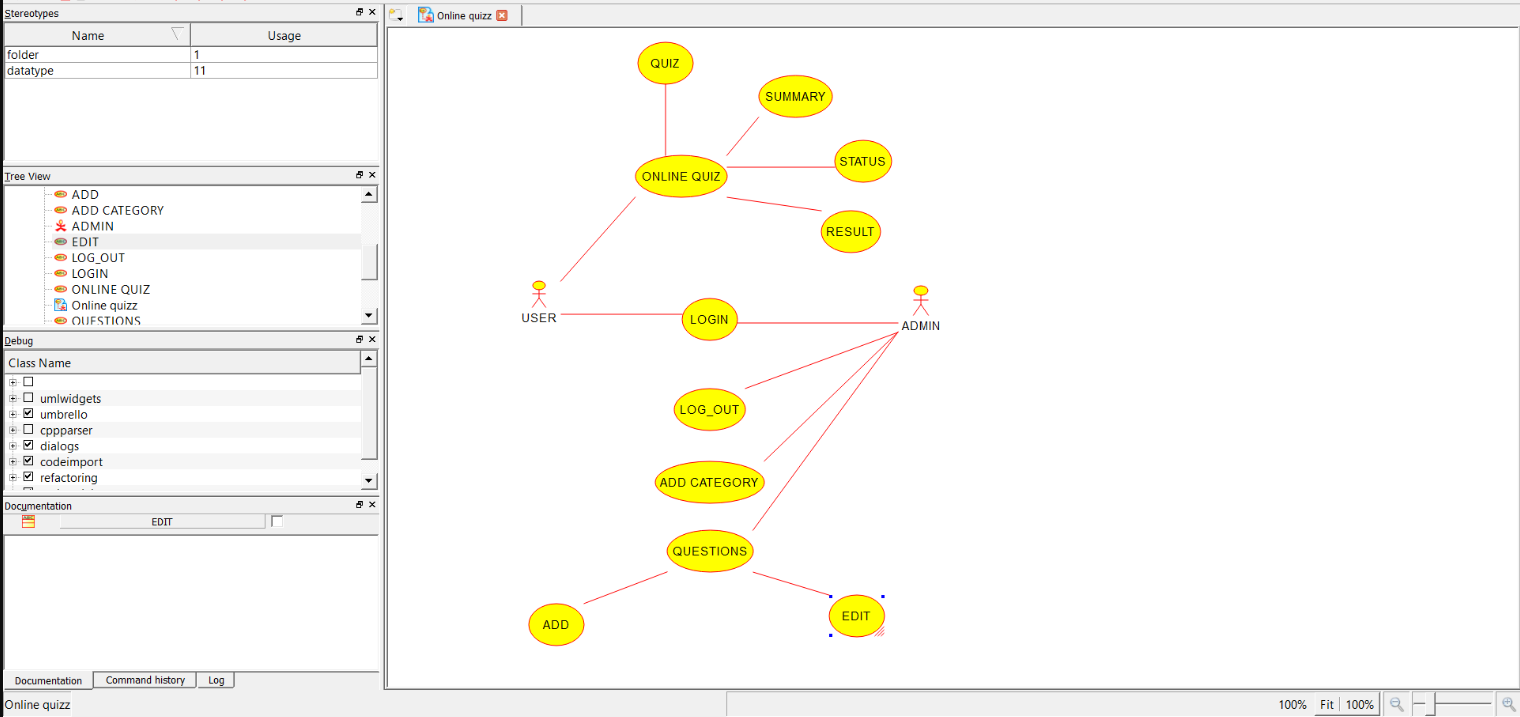 Stereotypes
Name Usage
folder 1
datatype 11
Tree View
ADD
ADD CATEGORY
ADMIN
EDIT
LOG_OUT
LOGIN
ONLINE QUIZ
Online quizz
QUESTIONS
Debug
Class Name
umlwidgets
umbrello
cppparser
dialogs
codeimport
refactoring
Documentation
EDIT
Documentation Command history Log
Online quizz
Online quizz
QUIZ
SUMMARY
STATUS
ONLINE QUIZ
RESULT
USER
LOGIN
ADMIN
LOG_OUT
ADD CATEGORY
QUESTIONS
ADD
EDIT
100% Fit 100%